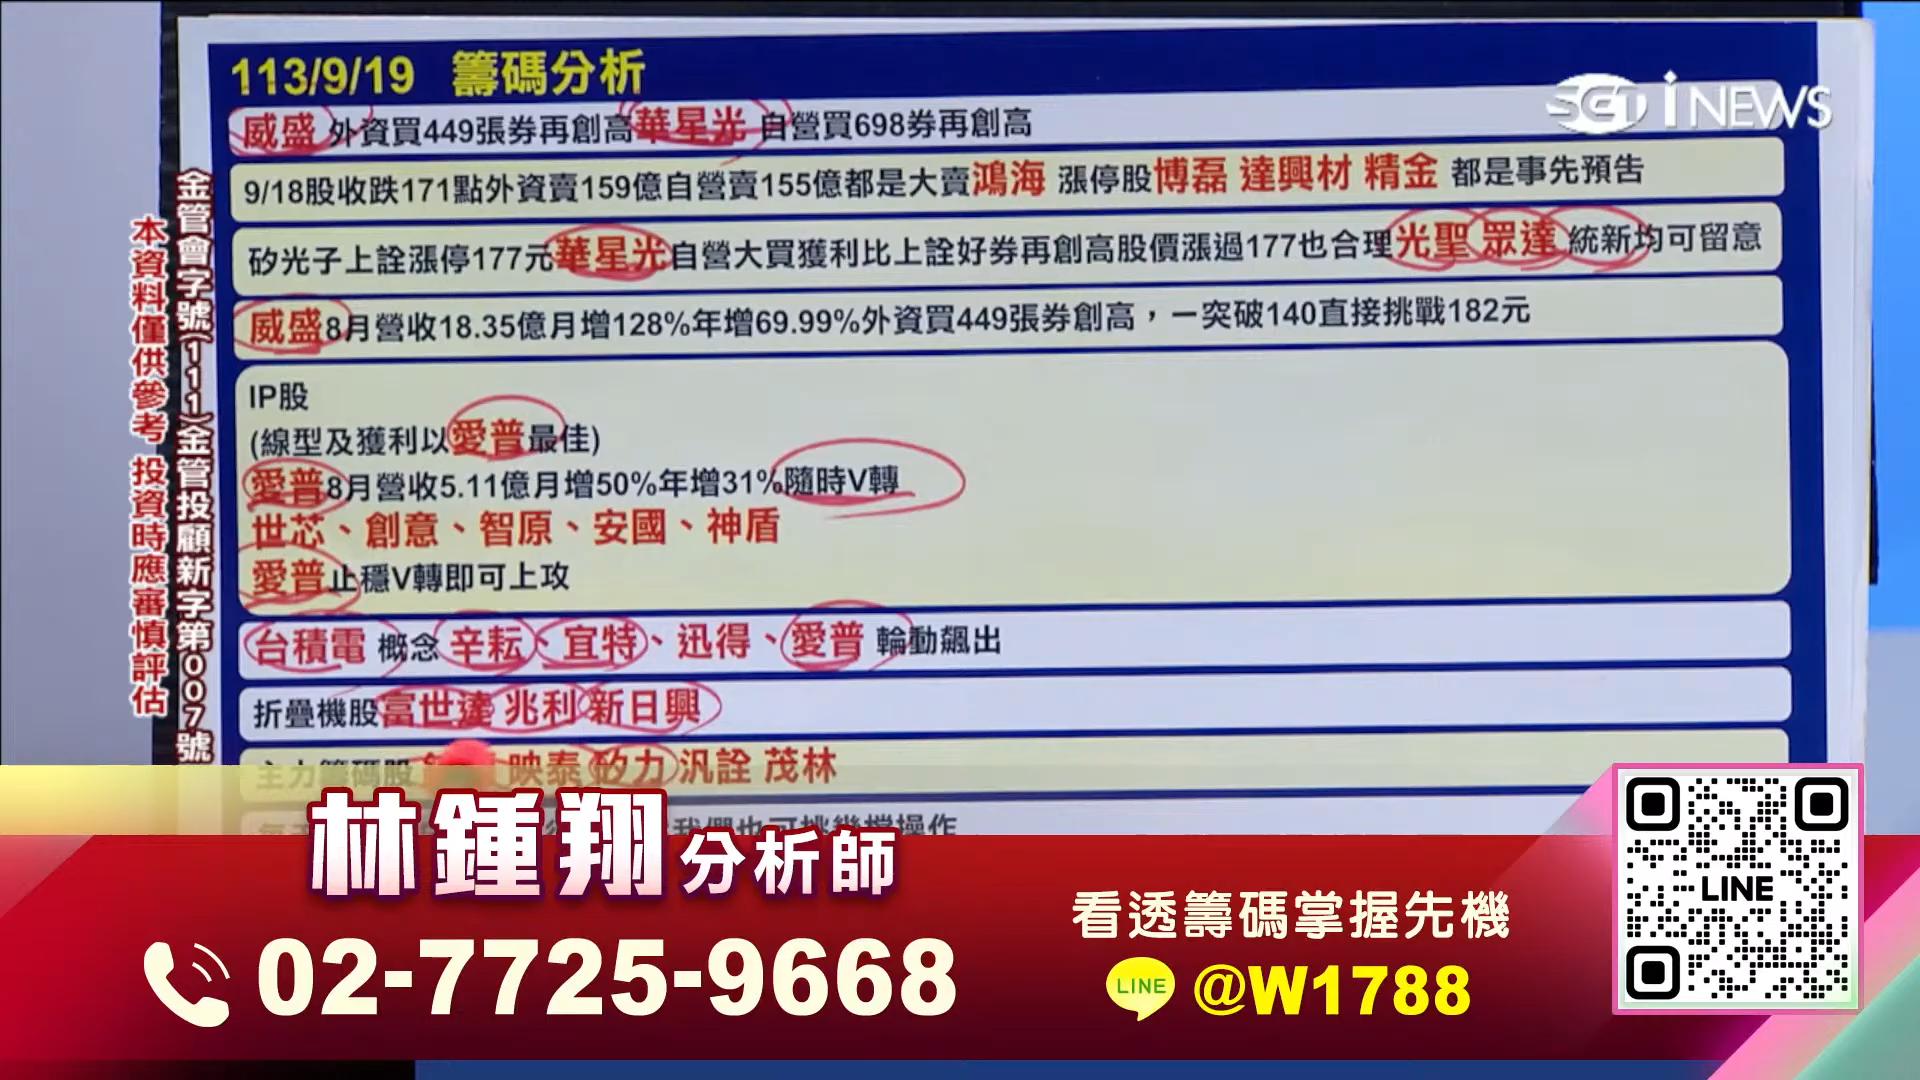 113/9/19 籌碼分析
SET iNEWS
威盛 外資買449張券再創高華星光 自營買698券再創高
9/18股收跌171點外資賣159億自營賣155億都是大賣鴻海 漲停股博磊 達興材 精金 都是事先預告
矽光子上詮漲停177元華星光自營大買獲利比上詮好券再創高股價漲過177也合理光聖 眾達 統新均可留意
威盛8月營收18.35億月增128%年增69.99%外資買449張券創高，一突破140直接挑戰182元
IP股
(線型及獲利以愛普最佳)
愛普8月營收5.11億月增50%年增31%隨時V轉
世芯、創意、智原、安國、神盾
愛普止穩V轉即可上攻
台積電 概念 辛耘、宜特、迅得、愛普 輪動飆出
折疊機股富世達 兆利 新日興
主力籌碼股 映泰 矽力 汎詮 茂林
我們也可挑幾檔操作
金管會字號(111)金管投顧新字第007號
本資料僅供參考 投資時應審慎評估
林鍾翔分析師
02-7725-9668
看透籌碼掌握先機
LINE @W1788
LINE